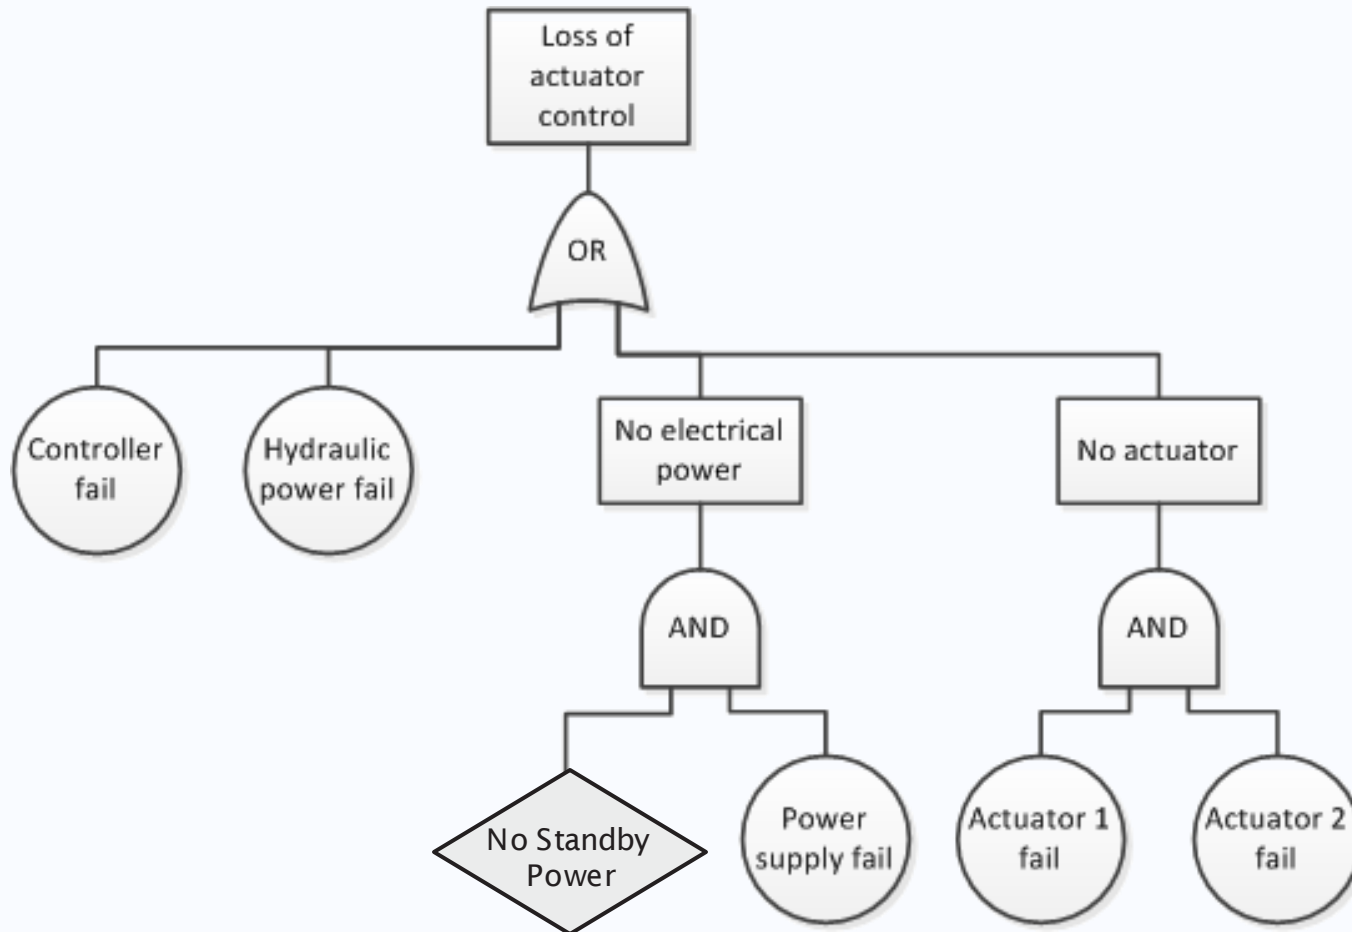 Loss of
actuator
control
OR
Controller
fail
Hydraulic
power fail
No electrical
power
No actuator
AND
AND
No Standby
Power
Power
supply fail
Actuator 1
fail
Actuator 2
fail